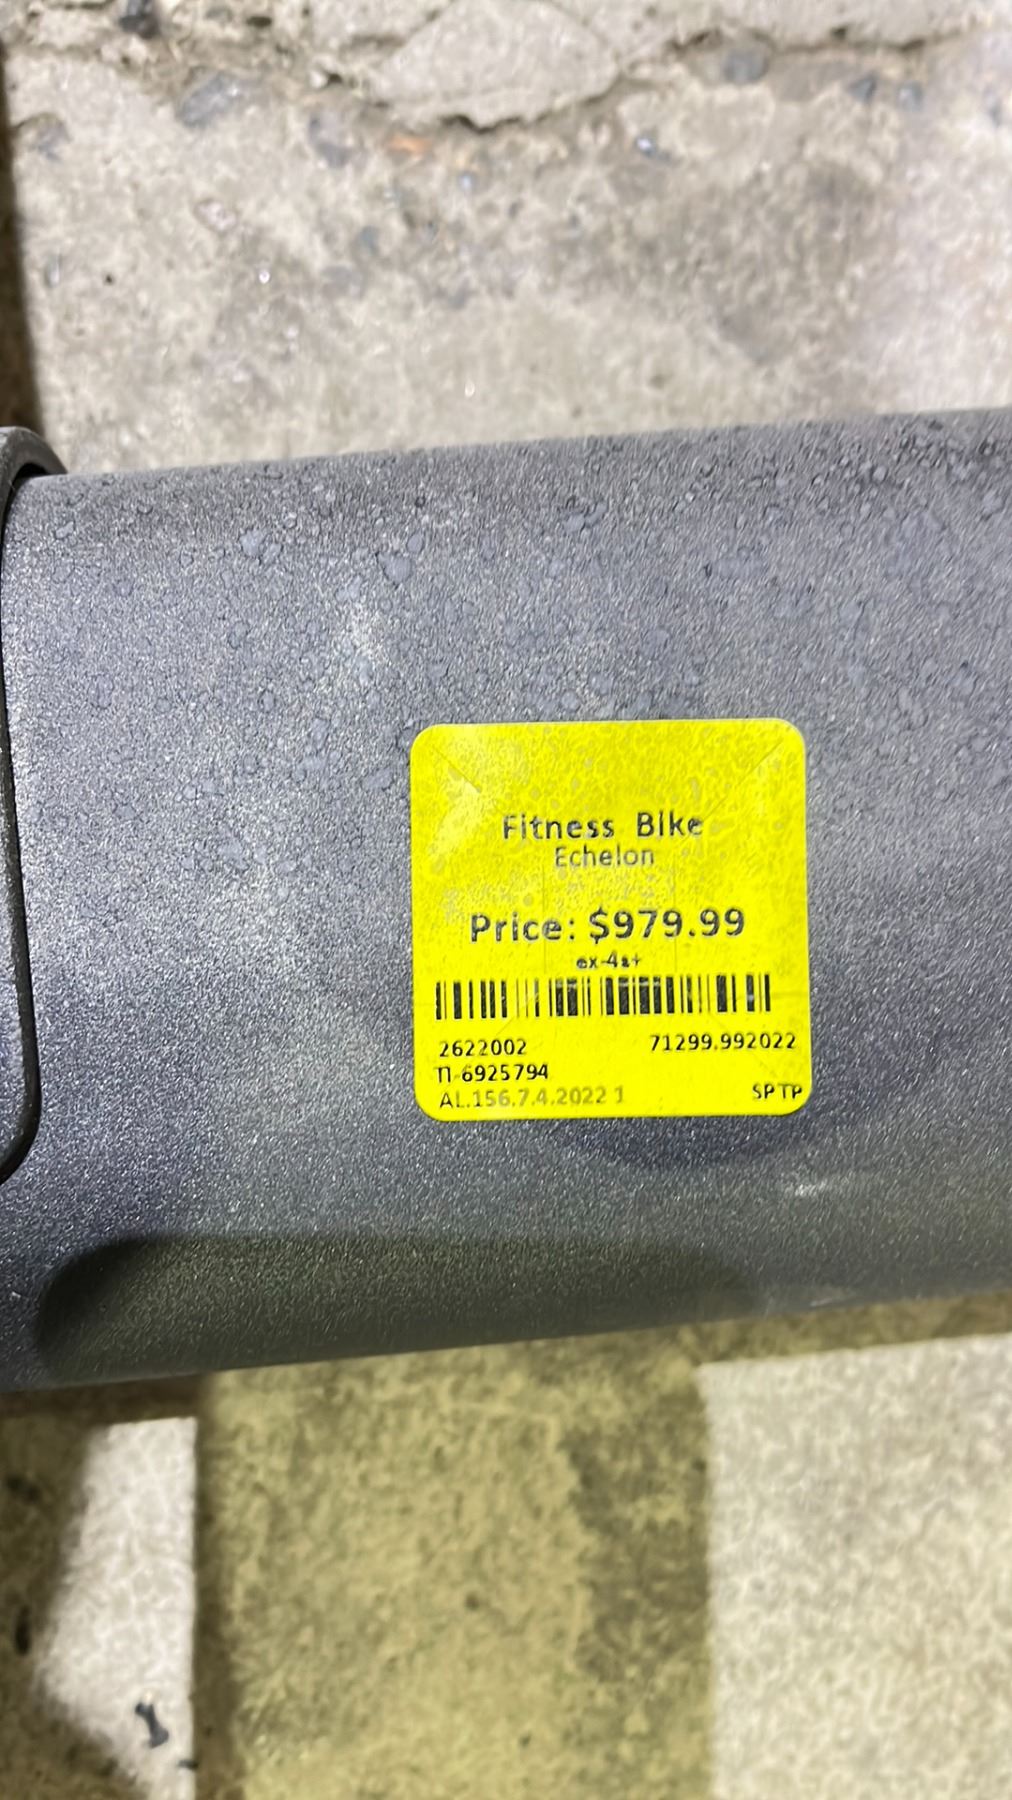 Fitness Bike
Echelon
Price: $979.99
ex-4s+
2622002 71299.992022
TI-6925794
AL.156.7.4.2022 1 SPTP